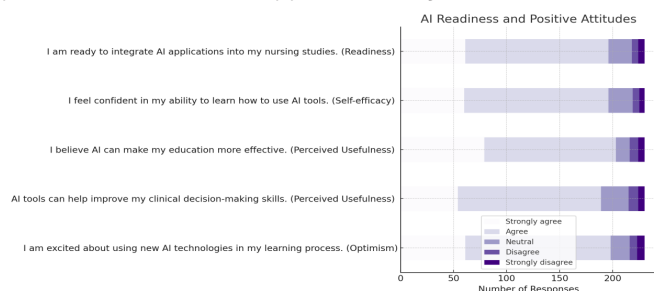 AI Readiness and Positive Attitudes
I am ready to integrate AI applications into my nursing studies. (Readiness)
I feel confident in my ability to learn how to use AI tools. (Self-efficacy)
I believe AI can make my education more effective. (Perceived Usefulness)
AI tools can help improve my clinical decision-making skills. (Perceived Usefulness)
I am excited about using new AI technologies in my learning process. (Optimism)
Strongly agree
Agree
Neutral
Disagree
Strongly disagree
0 50 100 150 200
Number of Responses